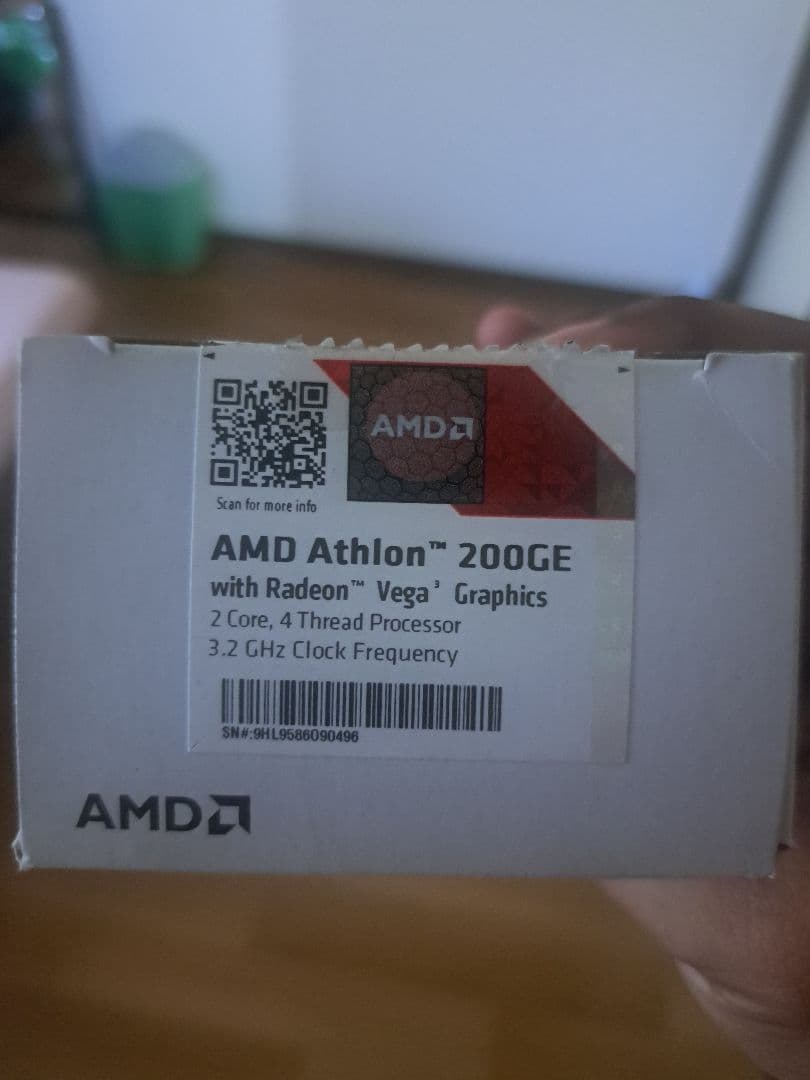 AMD
Scan for more info
AMD Athlon™ 200GE
with Radeon™ Vega³ Graphics
2 Core, 4 Thread Processor
3.2 GHz Clock Frequency
SN#:9HL9586090496
AMD